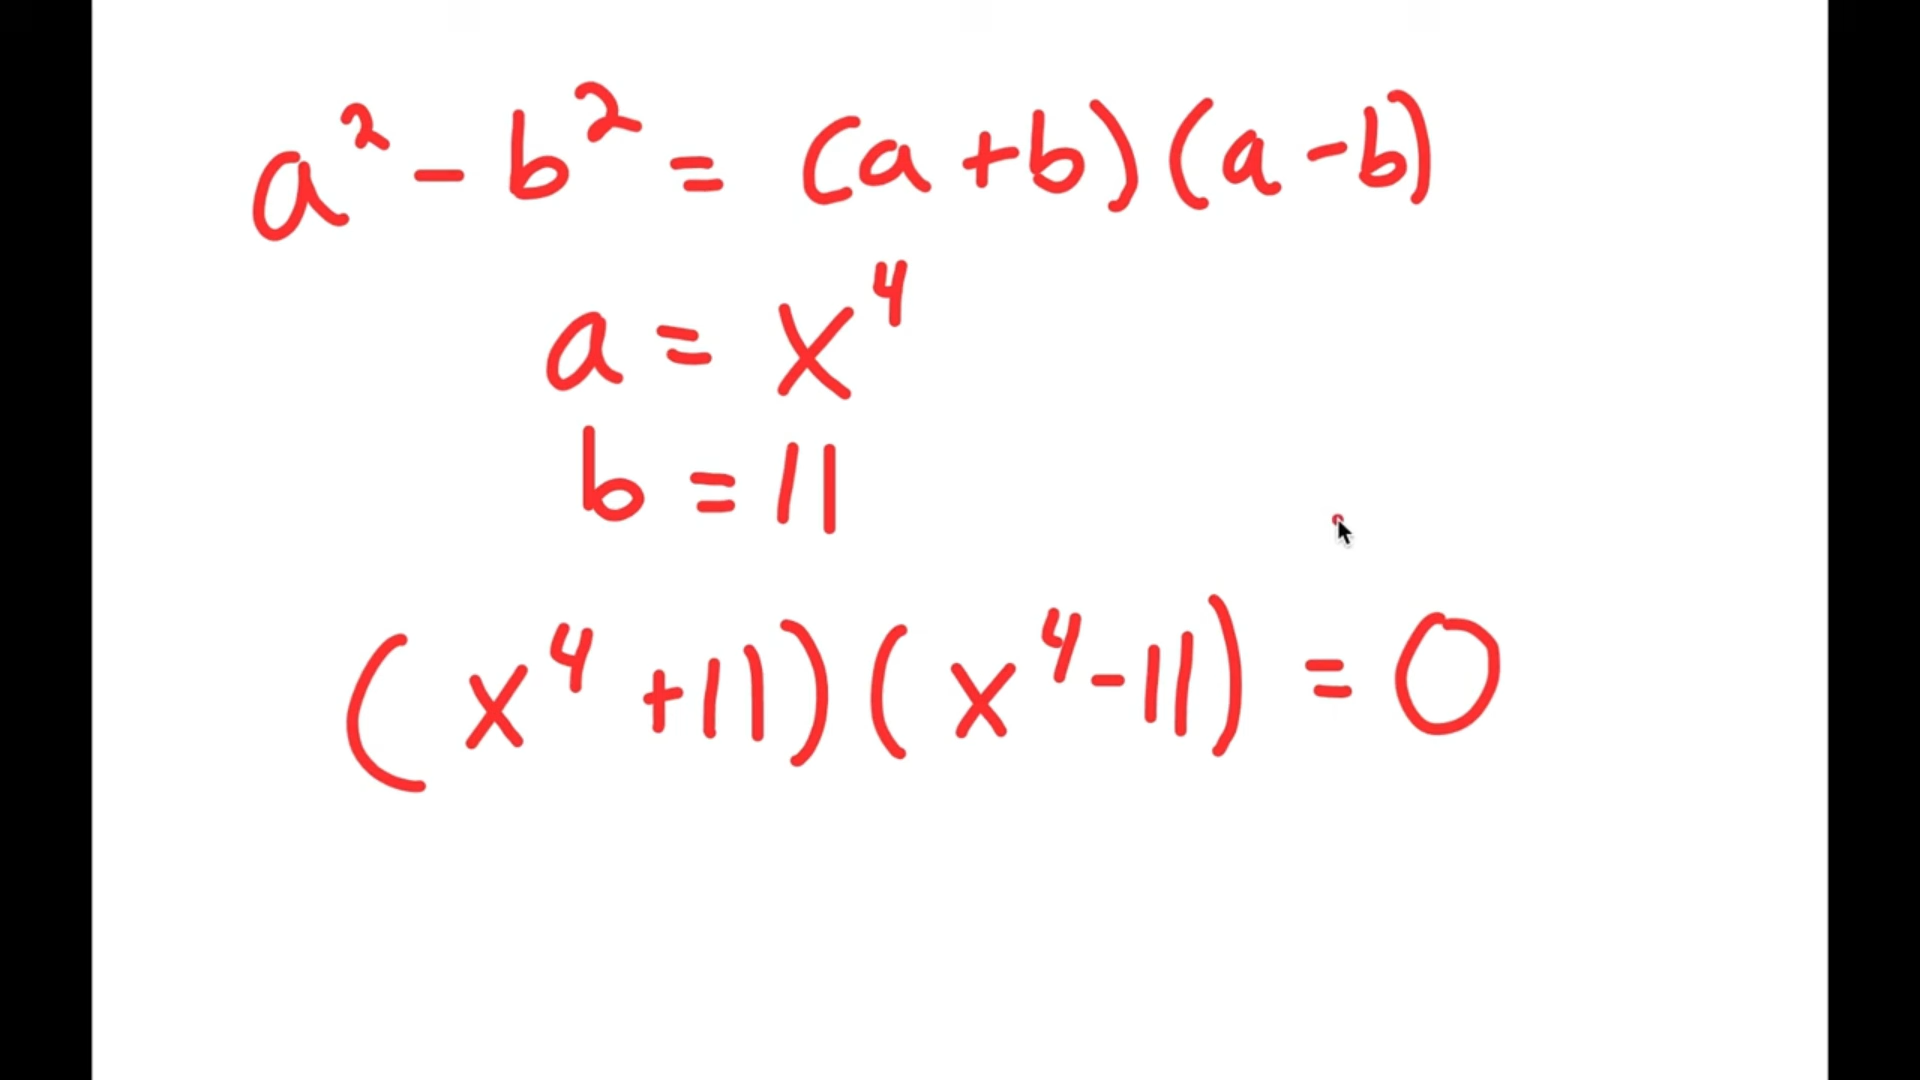 a² - b² = (a + b) (a - b)
a = x⁴
b = 11
(x⁴ + 11) (x⁴ - 11) = 0